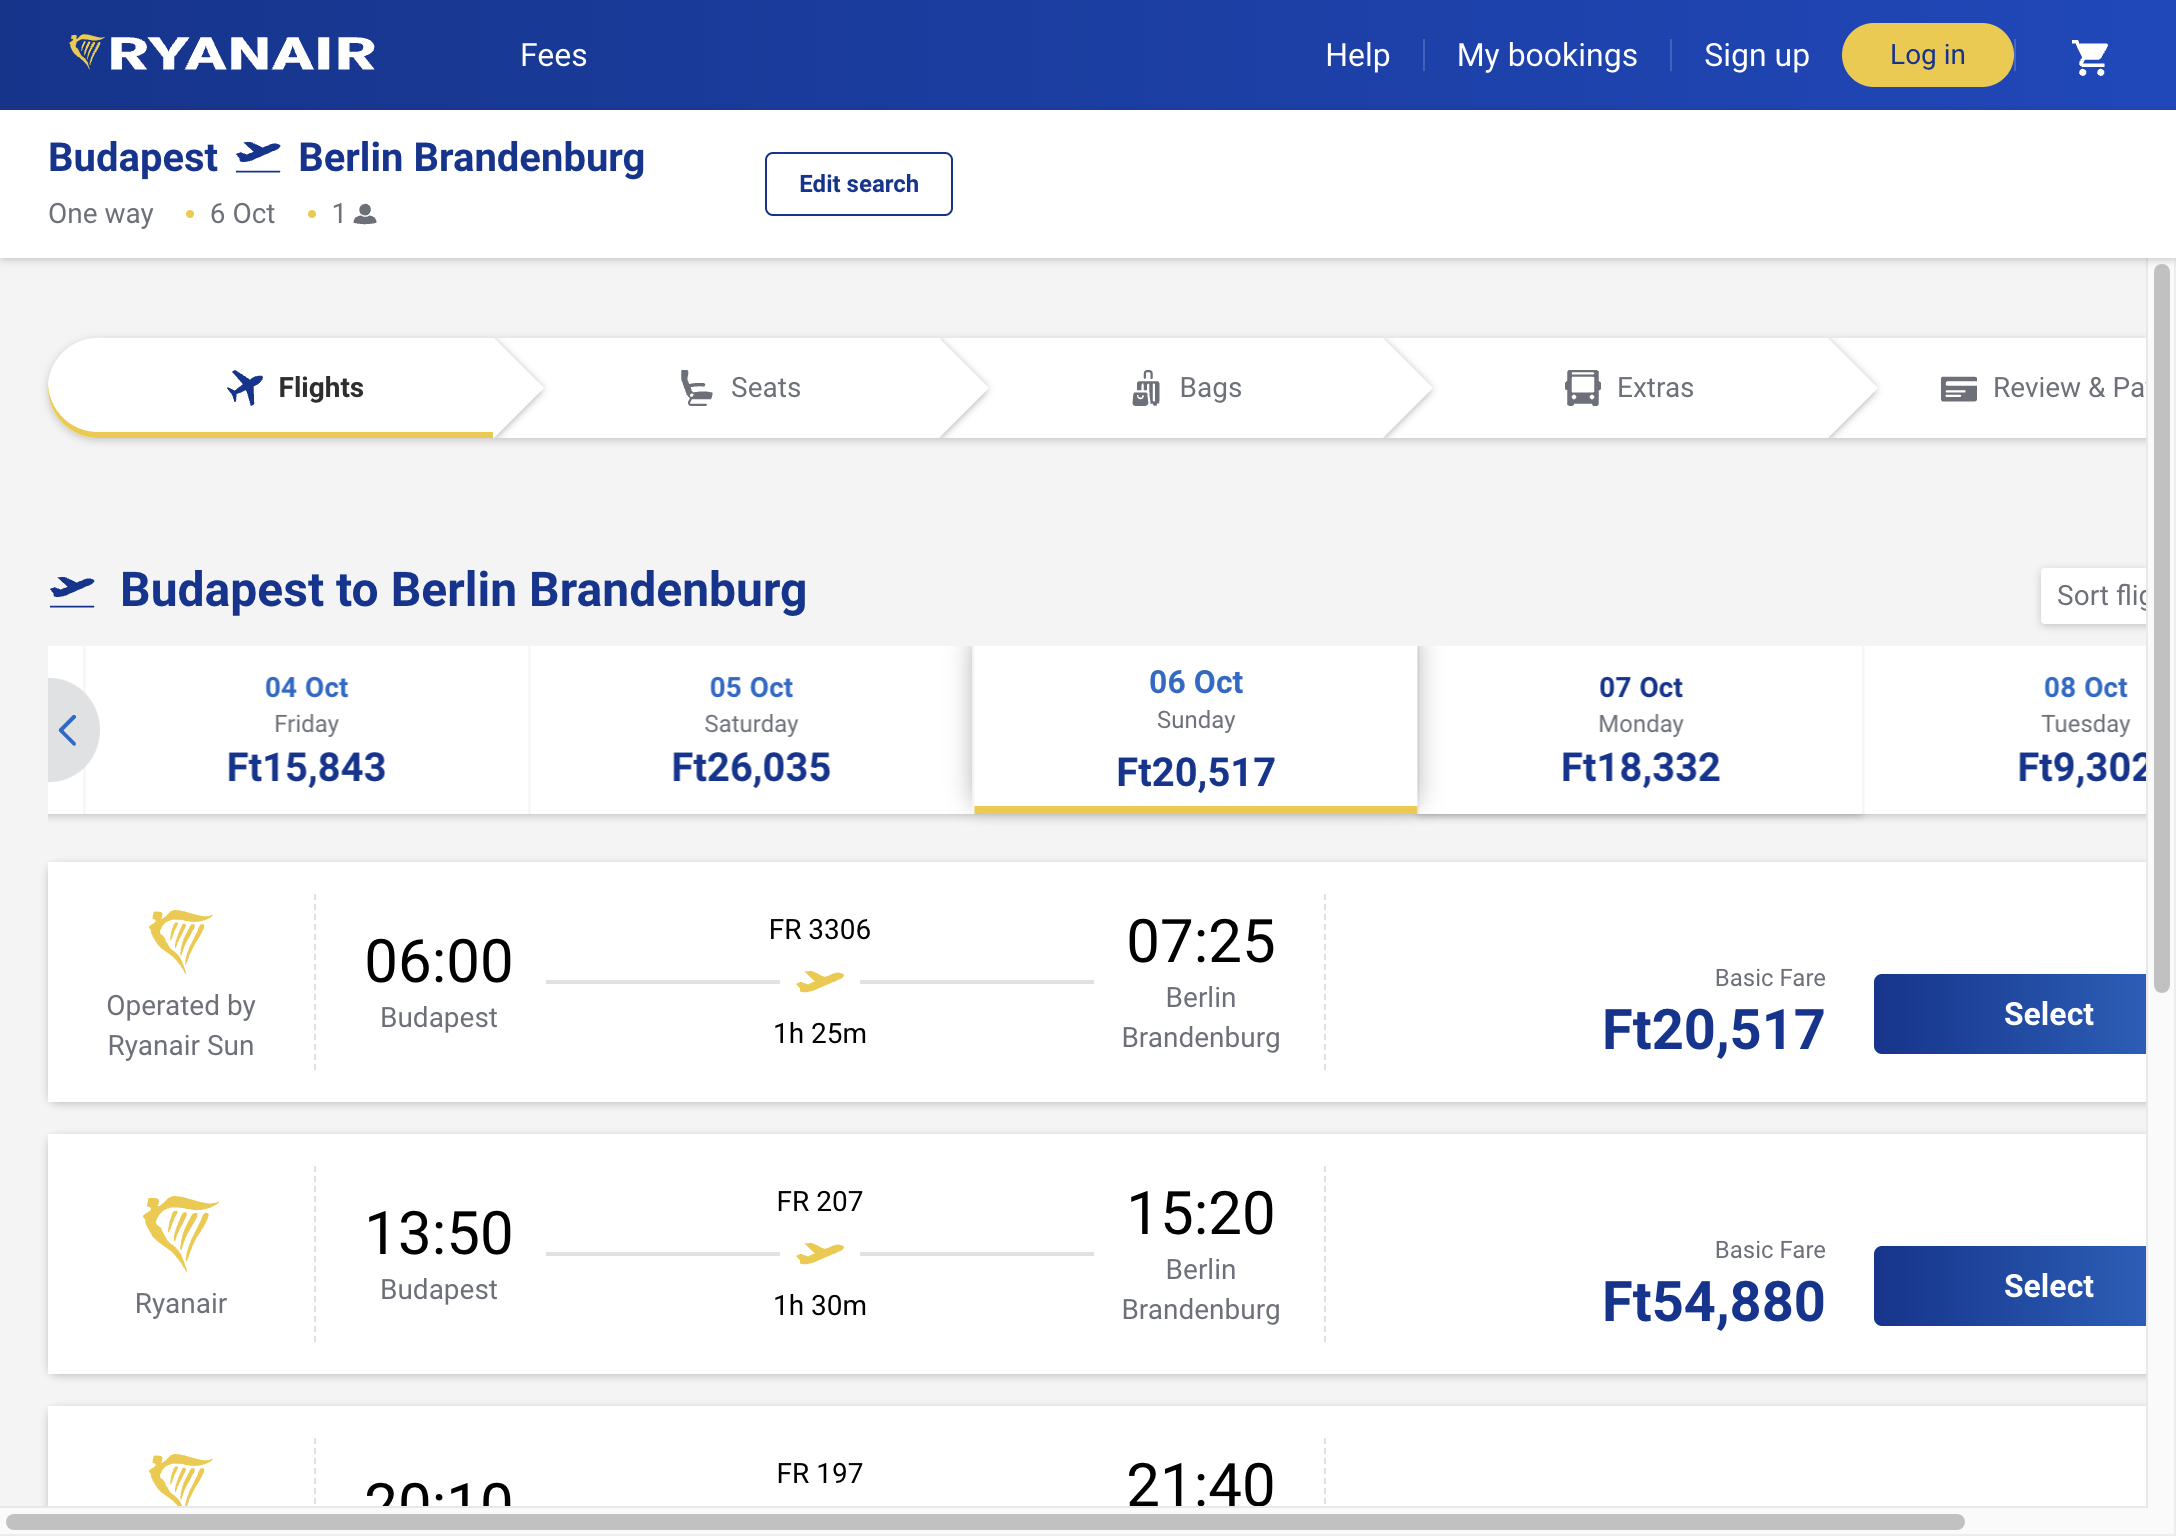 RYANAIR
Fees
Help
My bookings
Sign up
Log in
Budapest Berlin Brandenburg
One way • 6 Oct • 1
Edit search
Flights
Seats
Bags
Extras
Review & Pa
Budapest to Berlin Brandenburg
Sort flig
04 Oct
Friday
Ft15,843
05 Oct
Saturday
Ft26,035
06 Oct
Sunday
Ft20,517
07 Oct
Monday
Ft18,332
08 Oct
Tuesday
Ft9,302
Operated by
Ryanair Sun
06:00
Budapest
FR 3306
1h 25m
07:25
Berlin
Brandenburg
Basic Fare
Ft20,517
Select
Ryanair
13:50
Budapest
FR 207
1h 30m
15:20
Berlin
Brandenburg
Basic Fare
Ft54,880
Select
20:10
FR 197
21:40